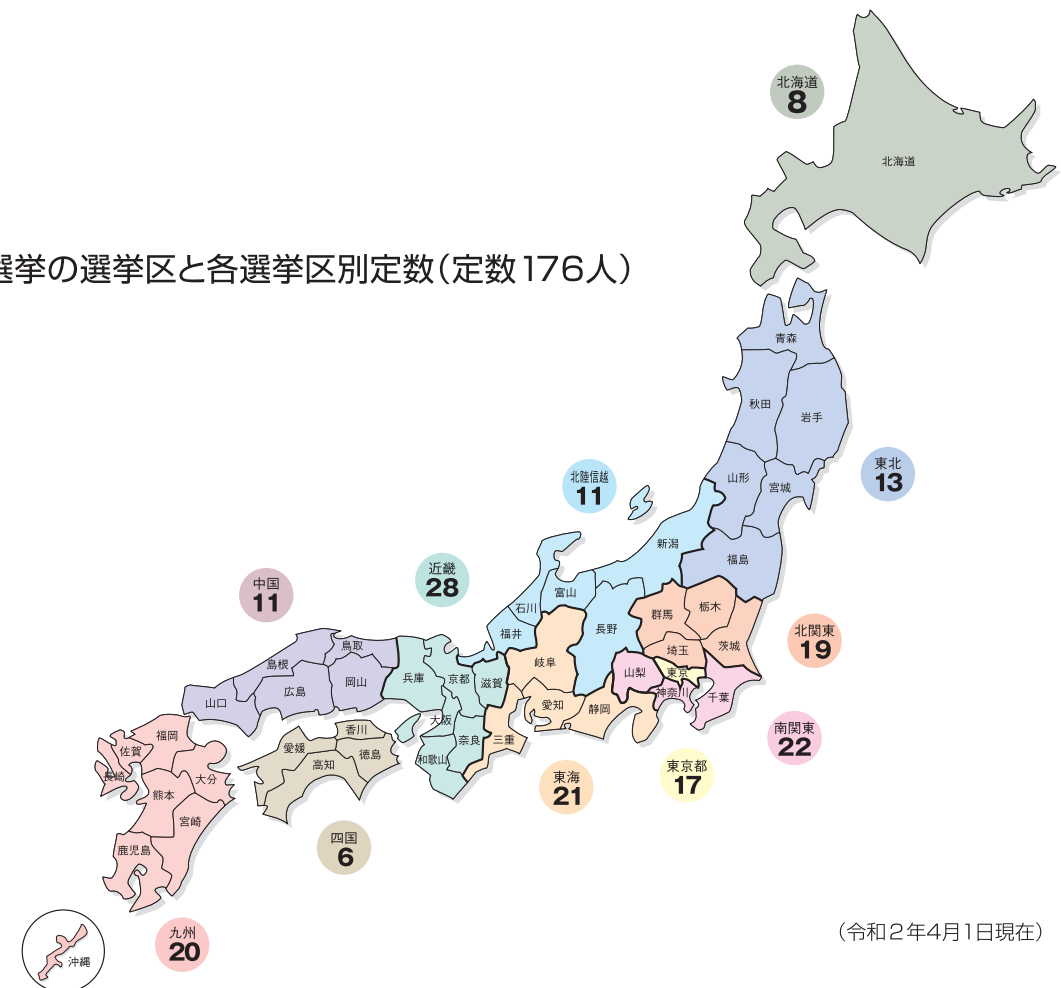 北海道
8
北海道
選挙の選挙区と各選挙区別定数（定数176人）
青森
秋田
岩手
山形
宮城
東北
13
福島
北陸信越
11
新潟
富山
石川
福井
長野
近畿
28
中国
11
群馬
栃木
茨城
埼玉
北関東
19
東京
山梨
神奈川
千葉
南関東
22
東京都
17
岐阜
愛知
静岡
三重
東海
21
兵庫
京都
滋賀
大阪
奈良
和歌山
鳥取
島根
岡山
広島
山口
香川
愛媛
徳島
高知
四国
6
福岡
佐賀
長崎
大分
熊本
宮崎
鹿児島
九州
20
沖縄
（令和２年4月1日現在）